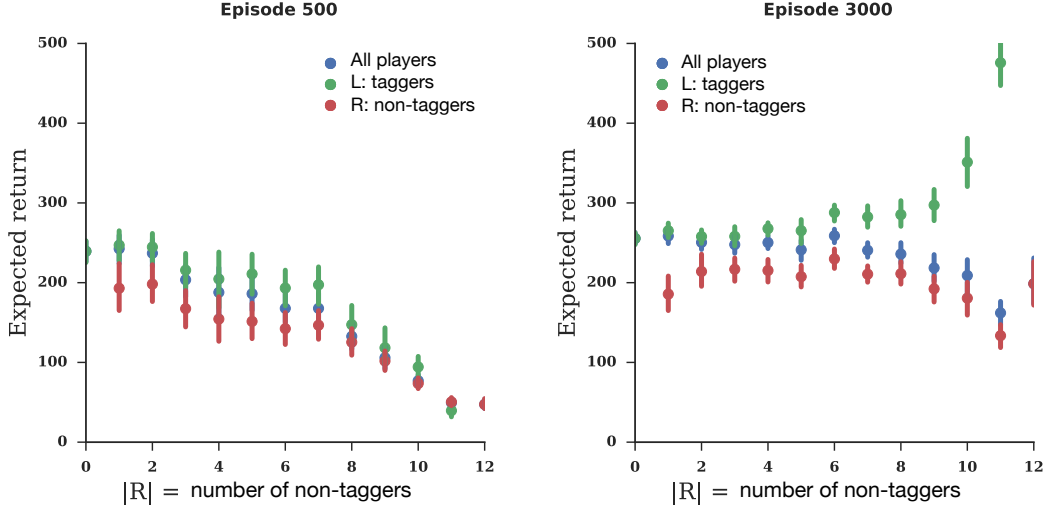 Episode 500
500
400
300
200
100
0
All players
L: taggers
R: non-taggers
Expected return
0 2 4 6 8 10 12
|R| = number of non-taggers
Episode 3000
500
400
300
200
100
0
All players
L: taggers
R: non-taggers
Expected return
0 2 4 6 8 10 12
|R| = number of non-taggers